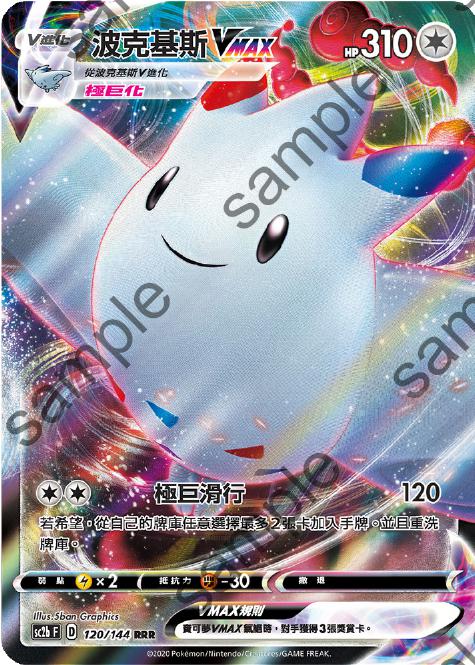 V進化 波克基斯VMAX HP310
從波克基斯V進化
極巨化
sample
sample
sample
sample
sample
sample
極巨滑行 120
若希望,從自己的牌庫任意選擇最多2張卡加入手牌。並且重洗
牌庫。
弱點 ×2 抵抗力 -30 撤退
Illus.5ban Graphics
VMAX規則
sc2b F D 120/144 RRR
寶可夢VMAX氣絕時,對手獲得3張獎賞卡。
©2020 Pokémon/Nintendo/Creatures/GAME FREAK.